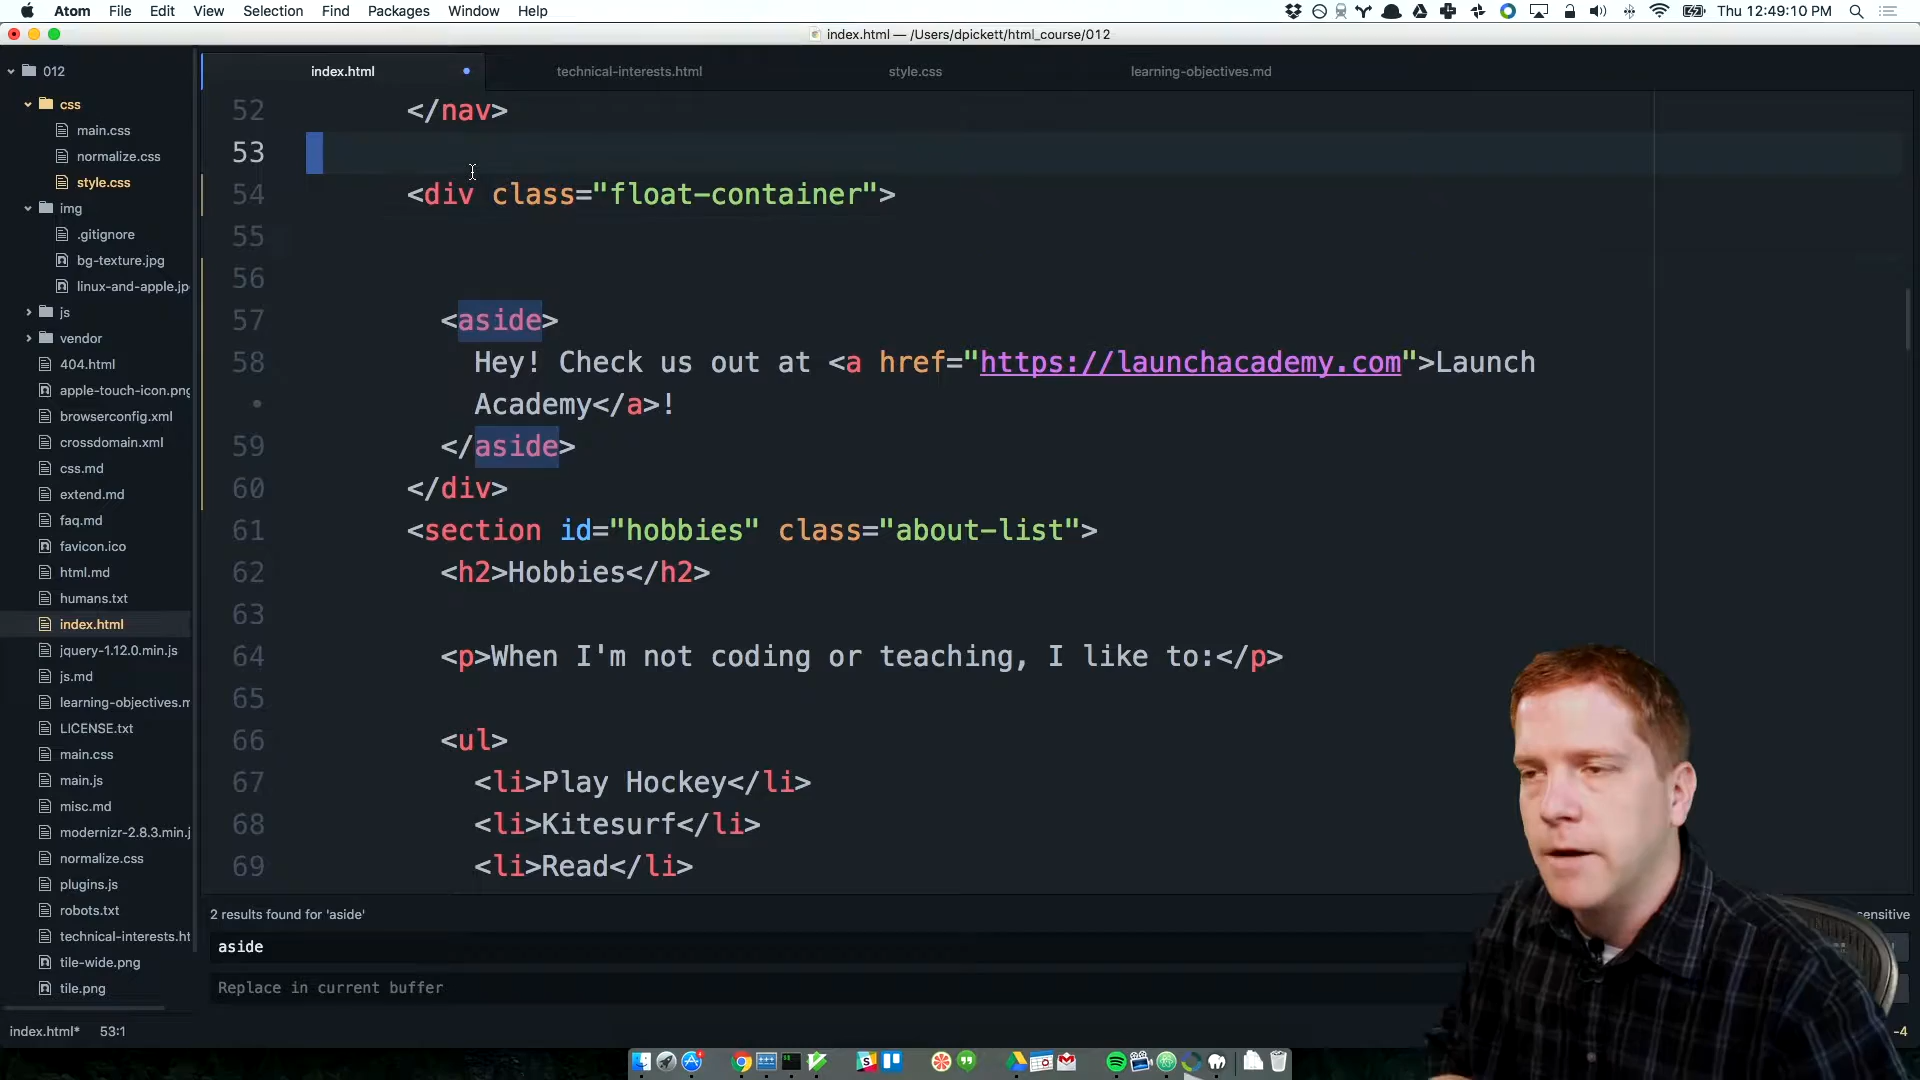 Atom File Edit View Selection Find Packages Window Help Thu 12:49:10 PM
index.html — /Users/dpickett/html_course/012
012
css
main.css
normalize.css
style.css
img
.gitignore
bg-texture.jpg
linux-and-apple.jp
js
vendor
404.html
apple-touch-icon.png
browserconfig.xml
crossdomain.xml
css.md
extend.md
faq.md
favicon.ico
html.md
humans.txt
index.html
jquery-1.12.0.min.js
js.md
learning-objectives.m
LICENSE.txt
main.css
main.js
misc.md
modernizr-2.8.3.min.j
normalize.css
plugins.js
robots.txt
technical-interests.ht
tile-wide.png
tile.png
index.html technical-interests.html style.css learning-objectives.md
52 </nav>
53
54 <div class="float-container">
55
56
57 <aside>
58 Hey! Check us out at <a href="https://launchacademy.com">Launch
• Academy</a>!
59 </aside>
60 </div>
61 <section id="hobbies" class="about-list">
62 <h2>Hobbies</h2>
63
64 <p>When I'm not coding or teaching, I like to:</p>
65
66 <ul>
67 <li>Play Hockey</li>
68 <li>Kitesurf</li>
69 <li>Read</li>
2 results found for 'aside' sensitive
aside
Replace in current buffer
index.html* 53:1 -4